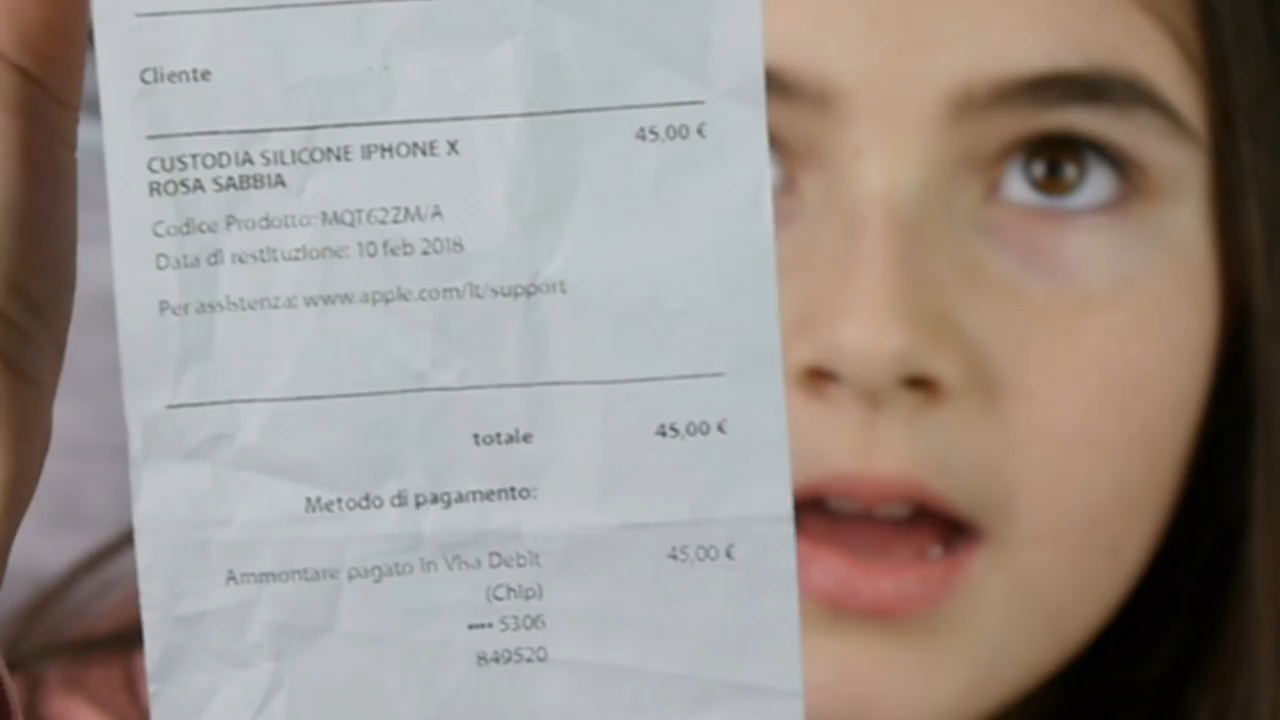 Cliente
CUSTODIA SILICONE IPHONE X 45,00 €
ROSA SABBIA
Codice Prodotto: MQT62ZM/A
Data di restituzione: 10 feb 2018
Per assistenza: www.apple.com/it/support
totale 45,00 €
Metodo di pagamento:
Ammontare pagato in Visa Debit 45,00 €
(Chip)
•••• 5306
849520